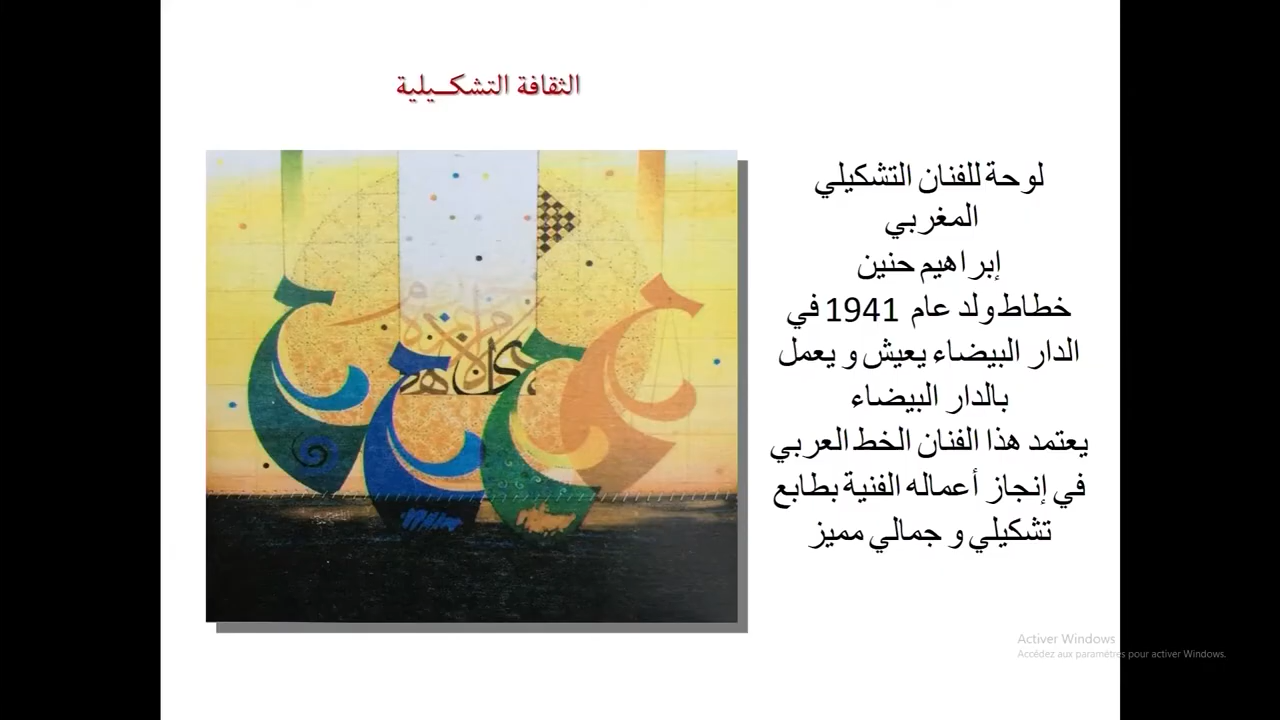 الثقافة التشكـيلية
لوحة للفنان التشكيلي
المغربي
إبراهيم حنين
خطاط ولد عام 1941 في
الدار البيضاء يعيش و يعمل
بالدار البيضاء
يعتمد هذا الفنان الخط العربي
في إنجاز أعماله الفنية بطابع
تشكيلي و جمالي مميز
Activer Windows
Accédez aux paramètres pour activer Windows.